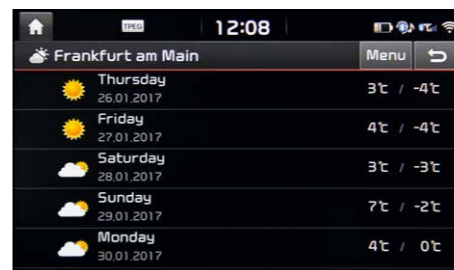 TPEG 12:08
Frankfurt am Main Menu
Thursday
26.01.2017 3℃ / -4℃
Friday
27.01.2017 4℃ / -4℃
Saturday
28.01.2017 3℃ / -3℃
Sunday
29.01.2017 7℃ / -2℃
Monday
30.01.2017 4℃ / 0℃